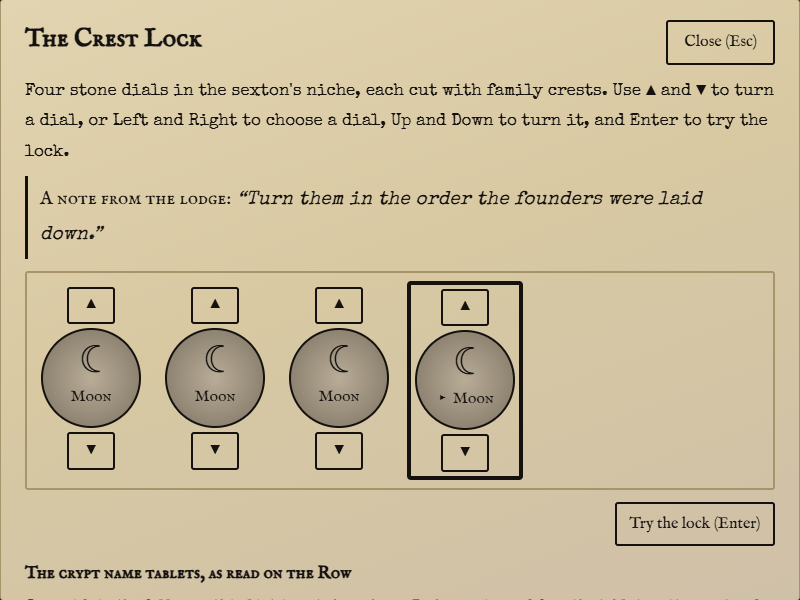 The Crest Lock
Close (Esc)
Four stone dials in the sexton's niche, each cut with family crests. Use ▲ and ▼ to turn
a dial, or Left and Right to choose a dial, Up and Down to turn it, and Enter to try the
lock.
A note from the lodge: “Turn them in the order the founders were laid
down.”
▲ ▲ ▲ ▲
Moon Moon Moon ‣ Moon
▼ ▼ ▼ ▼
Try the lock (Enter)
The crypt name tablets, as read on the Row